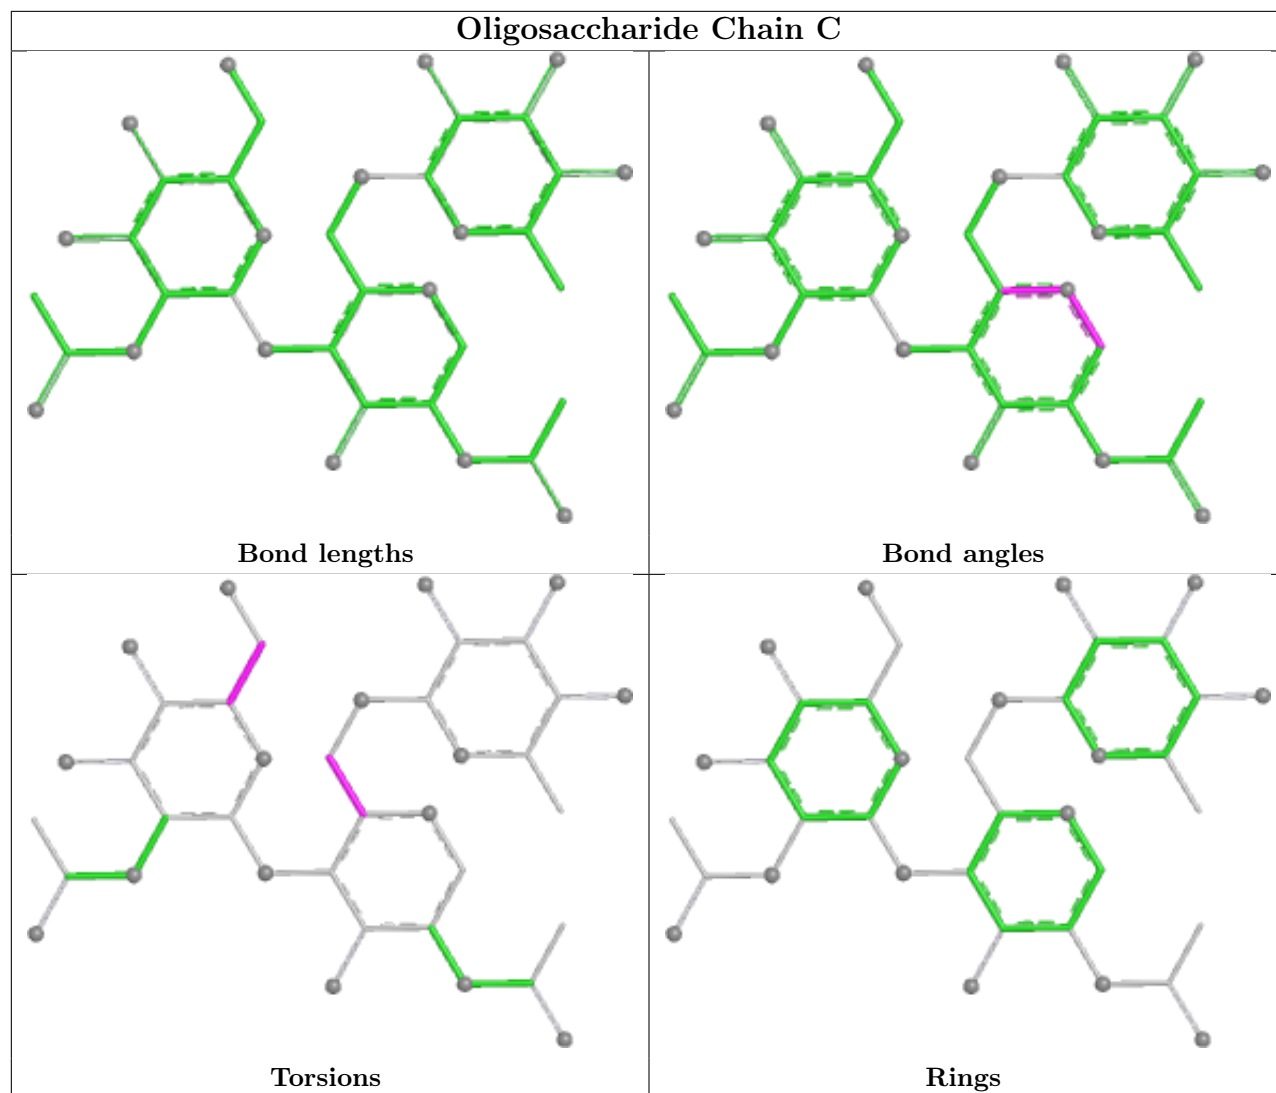 Oligosaccharide Chain C
Bond lengths
Bond angles
Torsions
Rings